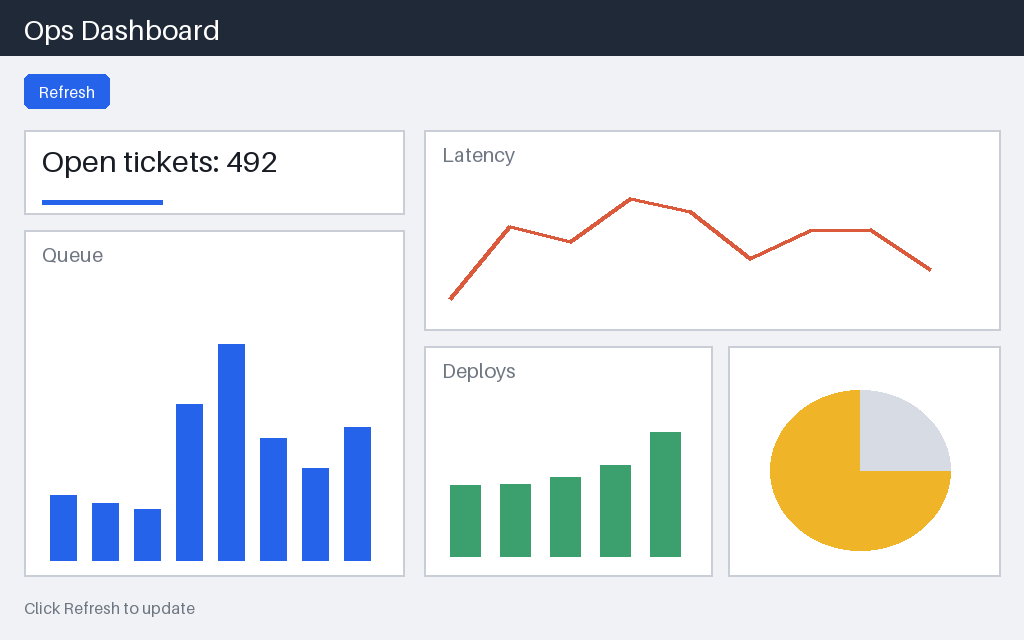 Ops Dashboard
Refresh
Open tickets: 492
Latency
Queue
Deploys
Click Refresh to update